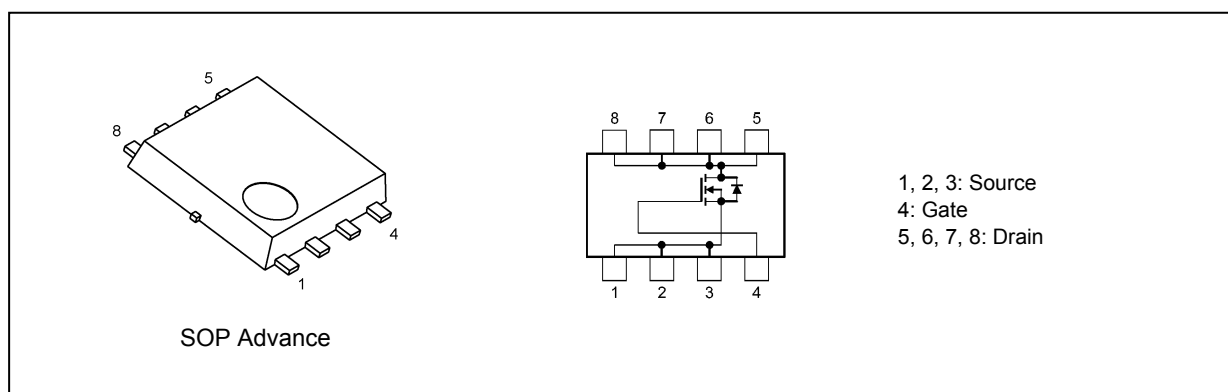 5
8
4
1
SOP Advance
8 7 6 5
1 2 3 4
1, 2, 3: Source
4: Gate
5, 6, 7, 8: Drain